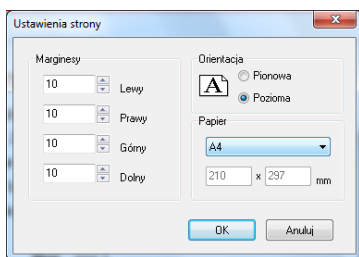 Ustawienia strony
Marginesy
10 Lewy
10 Prawy
10 Górny
10 Dolny
Orientacja
A
Pionowa
Pozioma
Papier
A4
210 x 297 mm
OK Anuluj